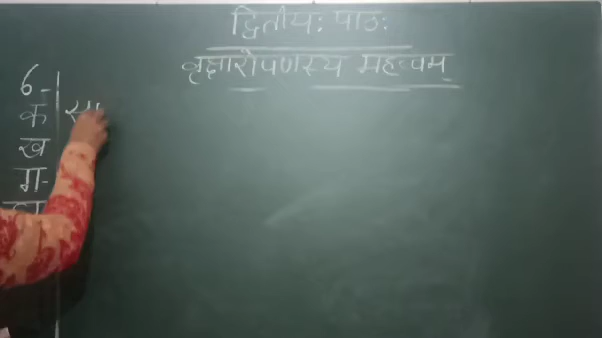 द्वितीयः पाठः
वृक्षारोपणस्य महत्वम्
6-
क
ख
ग-